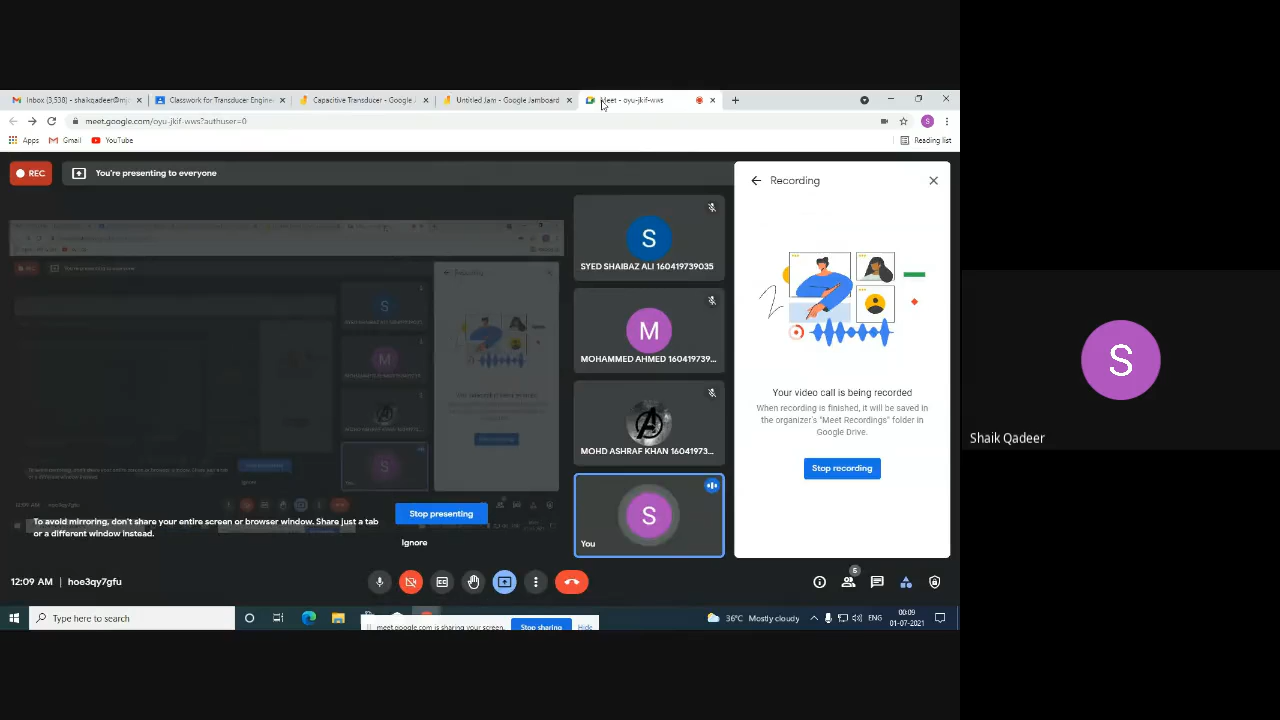 Inbox (3,538) - shaikqadeer@mj
Classwork for Transducer Engine
Capacitive Transducer - Google J
Untitled Jam - Google Jamboard
Meet - oyu-jkif-wws
meet.google.com/oyu-jkif-wws?authuser=0
Apps
Gmail
YouTube
Reading list
REC
You're presenting to everyone
S
SYED SHAIBAZ ALI 160419739035
M
MOHAMMED AHMED 160419739...
MOHD ASHRAF KHAN 16041973...
S
You
To avoid mirroring, don't share your entire screen or browser window. Share just a tab
or a different window instead.
Stop presenting
Ignore
Recording
Your video call is being recorded
When recording is finished, it will be saved in
the organizer's "Meet Recordings" folder in
Google Drive.
Stop recording
12:09 AM | hoe3qy7gfu
5
Type here to search
meet.google.com is sharing your screen.
Stop sharing
Hide
36°C Mostly cloudy
ENG
00:09
01-07-2021
S
Shaik Qadeer